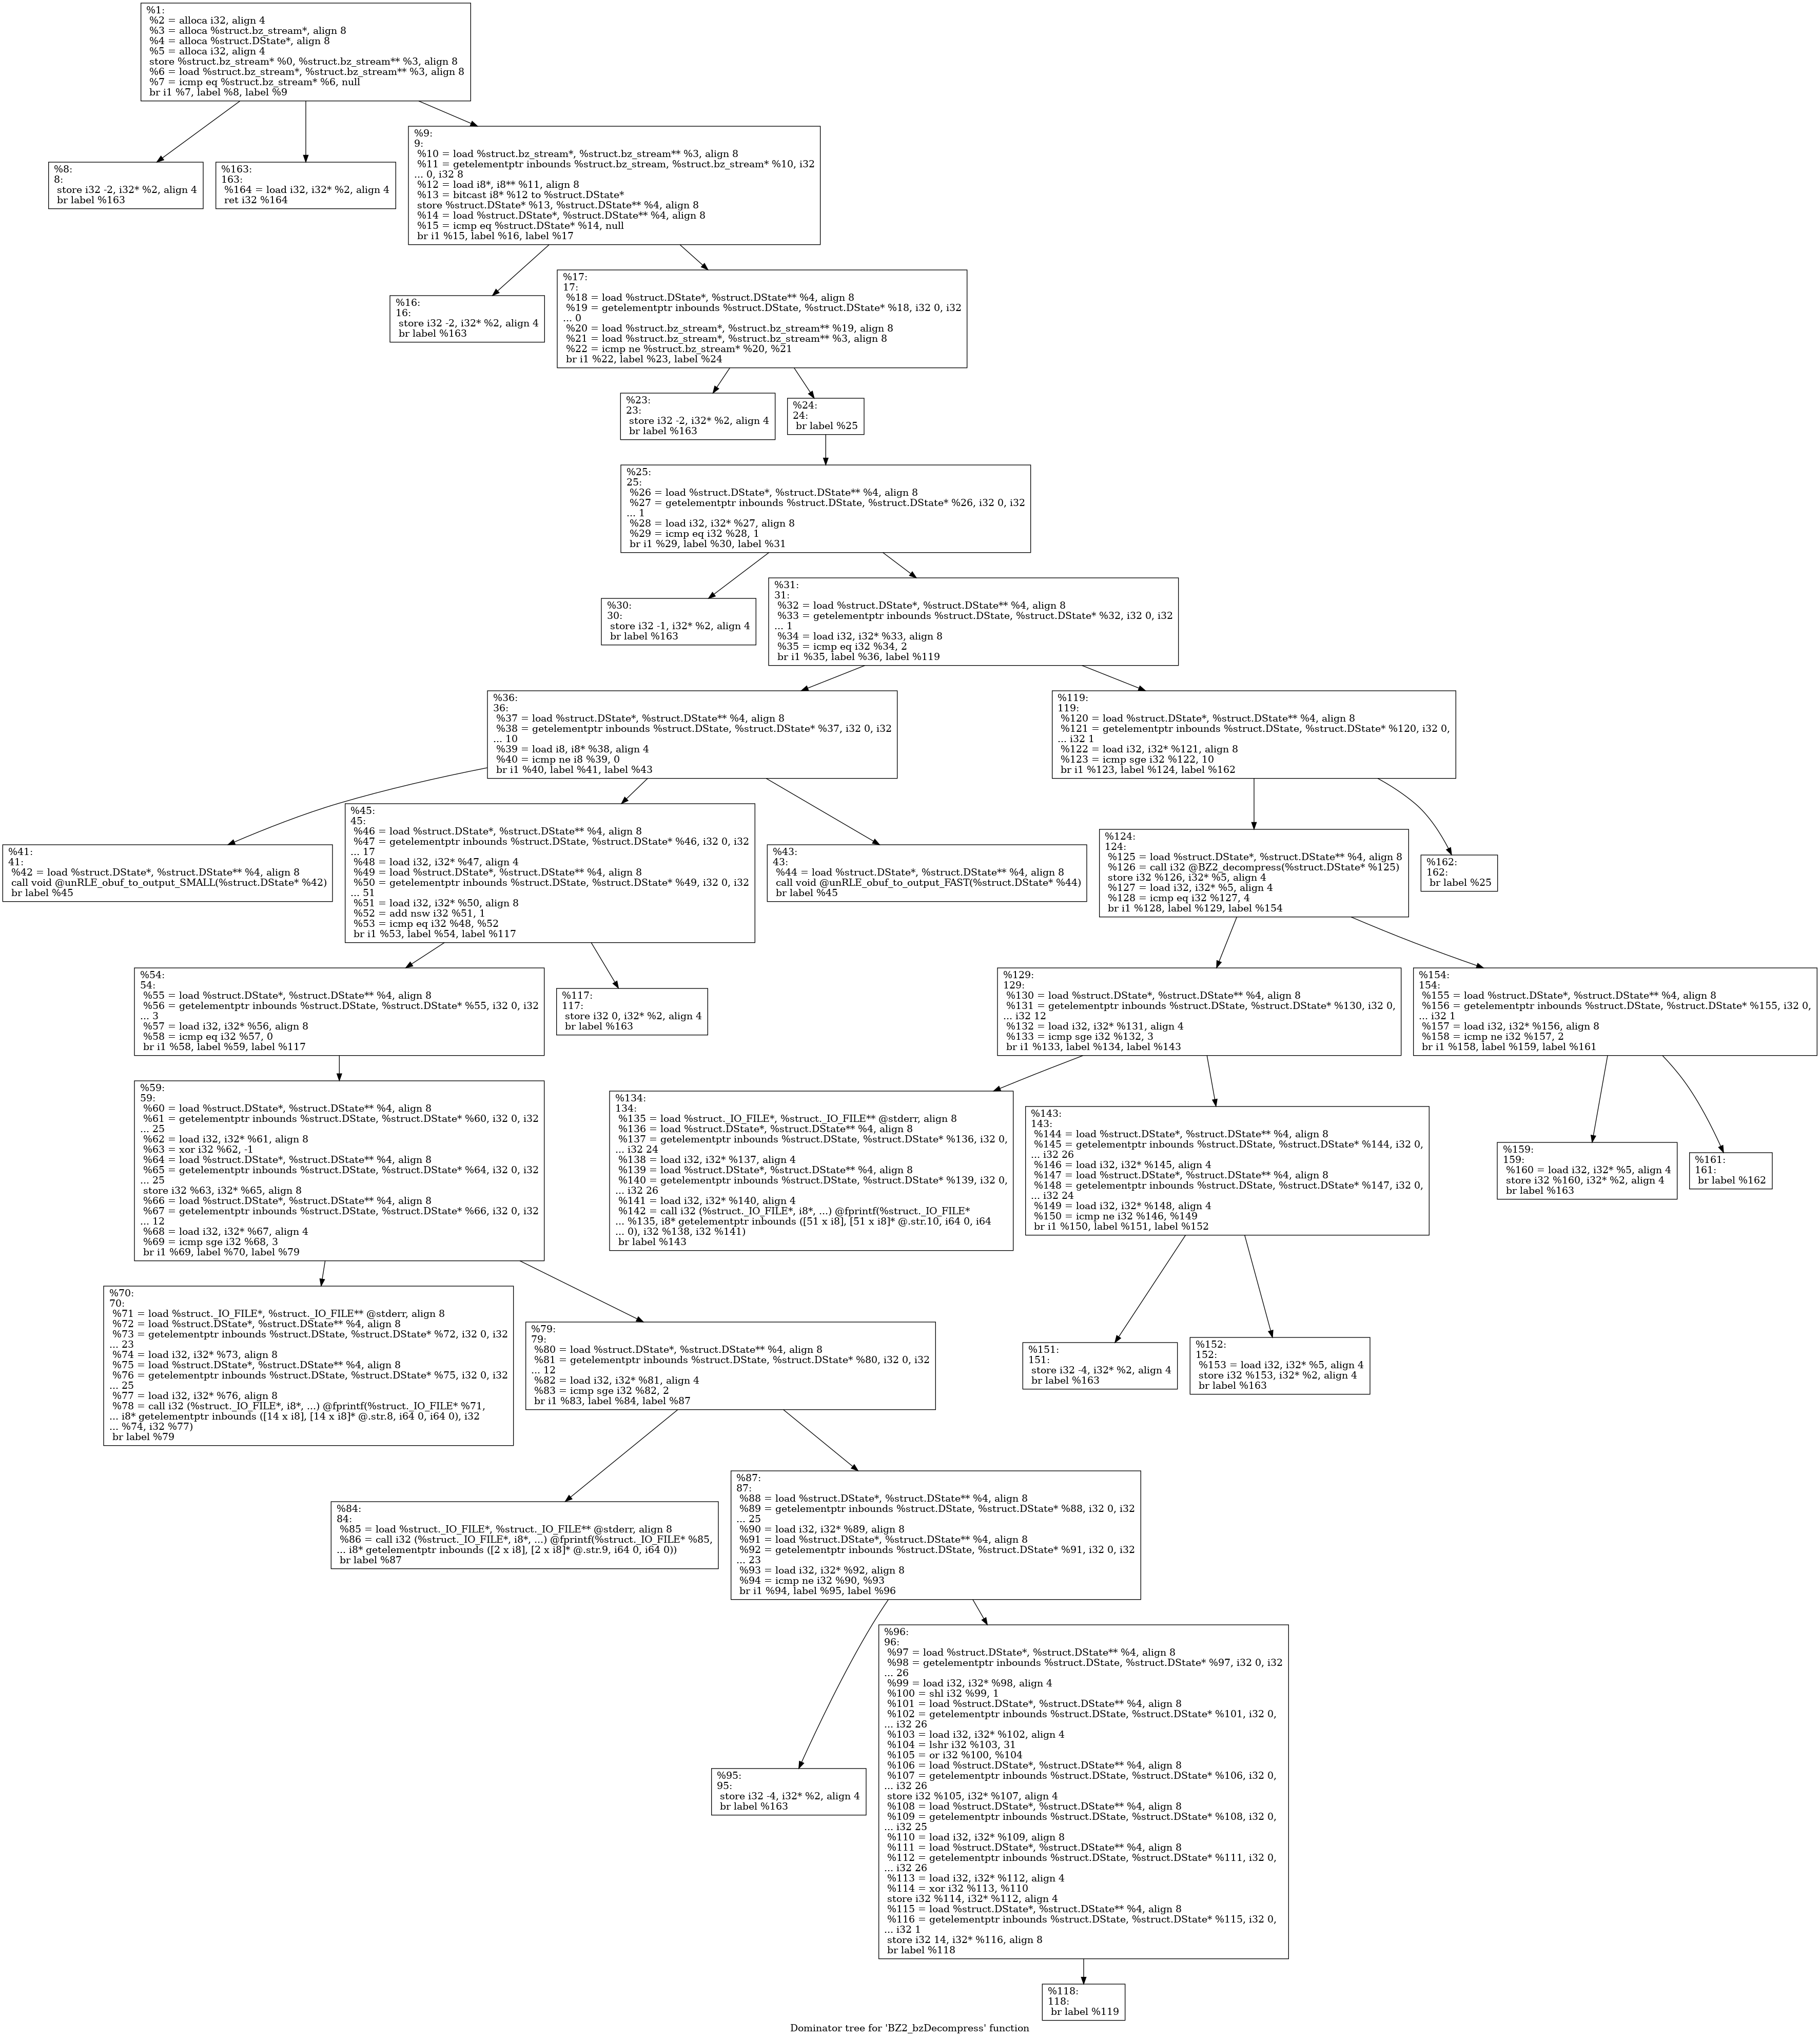 %1:
%2 = alloca i32, align 4
%3 = alloca %struct.bz_stream*, align 8
%4 = alloca %struct.DState*, align 8
%5 = alloca i32, align 4
store %struct.bz_stream* %0, %struct.bz_stream** %3, align 8
%6 = load %struct.bz_stream*, %struct.bz_stream** %3, align 8
%7 = icmp eq %struct.bz_stream* %6, null
br i1 %7, label %8, label %9
%8:
8:
store i32 -2, i32* %2, align 4
br label %163
%163:
163:
%164 = load i32, i32* %2, align 4
ret i32 %164
%9:
9:
%10 = load %struct.bz_stream*, %struct.bz_stream** %3, align 8
%11 = getelementptr inbounds %struct.bz_stream, %struct.bz_stream* %10, i32
... 0, i32 8
%12 = load i8*, i8** %11, align 8
%13 = bitcast i8* %12 to %struct.DState*
store %struct.DState* %13, %struct.DState** %4, align 8
%14 = load %struct.DState*, %struct.DState** %4, align 8
%15 = icmp eq %struct.DState* %14, null
br i1 %15, label %16, label %17
%16:
16:
store i32 -2, i32* %2, align 4
br label %163
%17:
17:
%18 = load %struct.DState*, %struct.DState** %4, align 8
%19 = getelementptr inbounds %struct.DState, %struct.DState* %18, i32 0, i32
... 0
%20 = load %struct.bz_stream*, %struct.bz_stream** %19, align 8
%21 = load %struct.bz_stream*, %struct.bz_stream** %3, align 8
%22 = icmp ne %struct.bz_stream* %20, %21
br i1 %22, label %23, label %24
%23:
23:
store i32 -2, i32* %2, align 4
br label %163
%24:
24:
br label %25
%25:
25:
%26 = load %struct.DState*, %struct.DState** %4, align 8
%27 = getelementptr inbounds %struct.DState, %struct.DState* %26, i32 0, i32
... 1
%28 = load i32, i32* %27, align 8
%29 = icmp eq i32 %28, 1
br i1 %29, label %30, label %31
%30:
30:
store i32 -1, i32* %2, align 4
br label %163
%31:
31:
%32 = load %struct.DState*, %struct.DState** %4, align 8
%33 = getelementptr inbounds %struct.DState, %struct.DState* %32, i32 0, i32
... 1
%34 = load i32, i32* %33, align 8
%35 = icmp eq i32 %34, 2
br i1 %35, label %36, label %119
%36:
36:
%37 = load %struct.DState*, %struct.DState** %4, align 8
%38 = getelementptr inbounds %struct.DState, %struct.DState* %37, i32 0, i32
... 10
%39 = load i8, i8* %38, align 4
%40 = icmp ne i8 %39, 0
br i1 %40, label %41, label %43
%119:
119:
%120 = load %struct.DState*, %struct.DState** %4, align 8
%121 = getelementptr inbounds %struct.DState, %struct.DState* %120, i32 0,
... i32 1
%122 = load i32, i32* %121, align 8
%123 = icmp sge i32 %122, 10
br i1 %123, label %124, label %162
%41:
41:
%42 = load %struct.DState*, %struct.DState** %4, align 8
call void @unRLE_obuf_to_output_SMALL(%struct.DState* %42)
br label %45
%45:
45:
%46 = load %struct.DState*, %struct.DState** %4, align 8
%47 = getelementptr inbounds %struct.DState, %struct.DState* %46, i32 0, i32
... 17
%48 = load i32, i32* %47, align 4
%49 = load %struct.DState*, %struct.DState** %4, align 8
%50 = getelementptr inbounds %struct.DState, %struct.DState* %49, i32 0, i32
... 51
%51 = load i32, i32* %50, align 8
%52 = add nsw i32 %51, 1
%53 = icmp eq i32 %48, %52
br i1 %53, label %54, label %117
%43:
43:
%44 = load %struct.DState*, %struct.DState** %4, align 8
call void @unRLE_obuf_to_output_FAST(%struct.DState* %44)
br label %45
%124:
124:
%125 = load %struct.DState*, %struct.DState** %4, align 8
%126 = call i32 @BZ2_decompress(%struct.DState* %125)
store i32 %126, i32* %5, align 4
%127 = load i32, i32* %5, align 4
%128 = icmp eq i32 %127, 4
br i1 %128, label %129, label %154
%162:
162:
br label %25
%54:
54:
%55 = load %struct.DState*, %struct.DState** %4, align 8
%56 = getelementptr inbounds %struct.DState, %struct.DState* %55, i32 0, i32
... 3
%57 = load i32, i32* %56, align 8
%58 = icmp eq i32 %57, 0
br i1 %58, label %59, label %117
%117:
117:
store i32 0, i32* %2, align 4
br label %163
%129:
129:
%130 = load %struct.DState*, %struct.DState** %4, align 8
%131 = getelementptr inbounds %struct.DState, %struct.DState* %130, i32 0,
... i32 12
%132 = load i32, i32* %131, align 4
%133 = icmp sge i32 %132, 3
br i1 %133, label %134, label %143
%154:
154:
%155 = load %struct.DState*, %struct.DState** %4, align 8
%156 = getelementptr inbounds %struct.DState, %struct.DState* %155, i32 0,
... i32 1
%157 = load i32, i32* %156, align 8
%158 = icmp ne i32 %157, 2
br i1 %158, label %159, label %161
%59:
59:
%60 = load %struct.DState*, %struct.DState** %4, align 8
%61 = getelementptr inbounds %struct.DState, %struct.DState* %60, i32 0, i32
... 25
%62 = load i32, i32* %61, align 8
%63 = xor i32 %62, -1
%64 = load %struct.DState*, %struct.DState** %4, align 8
%65 = getelementptr inbounds %struct.DState, %struct.DState* %64, i32 0, i32
... 25
store i32 %63, i32* %65, align 8
%66 = load %struct.DState*, %struct.DState** %4, align 8
%67 = getelementptr inbounds %struct.DState, %struct.DState* %66, i32 0, i32
... 12
%68 = load i32, i32* %67, align 4
%69 = icmp sge i32 %68, 3
br i1 %69, label %70, label %79
%134:
134:
%135 = load %struct._IO_FILE*, %struct._IO_FILE** @stderr, align 8
%136 = load %struct.DState*, %struct.DState** %4, align 8
%137 = getelementptr inbounds %struct.DState, %struct.DState* %136, i32 0,
... i32 24
%138 = load i32, i32* %137, align 4
%139 = load %struct.DState*, %struct.DState** %4, align 8
%140 = getelementptr inbounds %struct.DState, %struct.DState* %139, i32 0,
... i32 26
%141 = load i32, i32* %140, align 4
%142 = call i32 (%struct._IO_FILE*, i8*, ...) @fprintf(%struct._IO_FILE*
... %135, i8* getelementptr inbounds ([51 x i8], [51 x i8]* @.str.10, i64 0, i64
... 0), i32 %138, i32 %141)
br label %143
%143:
143:
%144 = load %struct.DState*, %struct.DState** %4, align 8
%145 = getelementptr inbounds %struct.DState, %struct.DState* %144, i32 0,
... i32 26
%146 = load i32, i32* %145, align 4
%147 = load %struct.DState*, %struct.DState** %4, align 8
%148 = getelementptr inbounds %struct.DState, %struct.DState* %147, i32 0,
... i32 24
%149 = load i32, i32* %148, align 4
%150 = icmp ne i32 %146, %149
br i1 %150, label %151, label %152
%159:
159:
%160 = load i32, i32* %5, align 4
store i32 %160, i32* %2, align 4
br label %163
%161:
161:
br label %162
%70:
70:
%71 = load %struct._IO_FILE*, %struct._IO_FILE** @stderr, align 8
%72 = load %struct.DState*, %struct.DState** %4, align 8
%73 = getelementptr inbounds %struct.DState, %struct.DState* %72, i32 0, i32
... 23
%74 = load i32, i32* %73, align 8
%75 = load %struct.DState*, %struct.DState** %4, align 8
%76 = getelementptr inbounds %struct.DState, %struct.DState* %75, i32 0, i32
... 25
%77 = load i32, i32* %76, align 8
%78 = call i32 (%struct._IO_FILE*, i8*, ...) @fprintf(%struct._IO_FILE* %71,
... i8* getelementptr inbounds ([14 x i8], [14 x i8]* @.str.8, i64 0, i64 0), i32
... %74, i32 %77)
br label %79
%79:
79:
%80 = load %struct.DState*, %struct.DState** %4, align 8
%81 = getelementptr inbounds %struct.DState, %struct.DState* %80, i32 0, i32
... 12
%82 = load i32, i32* %81, align 4
%83 = icmp sge i32 %82, 2
br i1 %83, label %84, label %87
%151:
151:
store i32 -4, i32* %2, align 4
br label %163
%152:
152:
%153 = load i32, i32* %5, align 4
store i32 %153, i32* %2, align 4
br label %163
%84:
84:
%85 = load %struct._IO_FILE*, %struct._IO_FILE** @stderr, align 8
%86 = call i32 (%struct._IO_FILE*, i8*, ...) @fprintf(%struct._IO_FILE* %85,
... i8* getelementptr inbounds ([2 x i8], [2 x i8]* @.str.9, i64 0, i64 0))
br label %87
%87:
87:
%88 = load %struct.DState*, %struct.DState** %4, align 8
%89 = getelementptr inbounds %struct.DState, %struct.DState* %88, i32 0, i32
... 25
%90 = load i32, i32* %89, align 8
%91 = load %struct.DState*, %struct.DState** %4, align 8
%92 = getelementptr inbounds %struct.DState, %struct.DState* %91, i32 0, i32
... 23
%93 = load i32, i32* %92, align 8
%94 = icmp ne i32 %90, %93
br i1 %94, label %95, label %96
%95:
95:
store i32 -4, i32* %2, align 4
br label %163
%96:
96:
%97 = load %struct.DState*, %struct.DState** %4, align 8
%98 = getelementptr inbounds %struct.DState, %struct.DState* %97, i32 0, i32
... 26
%99 = load i32, i32* %98, align 4
%100 = shl i32 %99, 1
%101 = load %struct.DState*, %struct.DState** %4, align 8
%102 = getelementptr inbounds %struct.DState, %struct.DState* %101, i32 0,
... i32 26
%103 = load i32, i32* %102, align 4
%104 = lshr i32 %103, 31
%105 = or i32 %100, %104
%106 = load %struct.DState*, %struct.DState** %4, align 8
%107 = getelementptr inbounds %struct.DState, %struct.DState* %106, i32 0,
... i32 26
store i32 %105, i32* %107, align 4
%108 = load %struct.DState*, %struct.DState** %4, align 8
%109 = getelementptr inbounds %struct.DState, %struct.DState* %108, i32 0,
... i32 25
%110 = load i32, i32* %109, align 8
%111 = load %struct.DState*, %struct.DState** %4, align 8
%112 = getelementptr inbounds %struct.DState, %struct.DState* %111, i32 0,
... i32 26
%113 = load i32, i32* %112, align 4
%114 = xor i32 %113, %110
store i32 %114, i32* %112, align 4
%115 = load %struct.DState*, %struct.DState** %4, align 8
%116 = getelementptr inbounds %struct.DState, %struct.DState* %115, i32 0,
... i32 1
store i32 14, i32* %116, align 8
br label %118
%118:
118:
br label %119
Dominator tree for 'BZ2_bzDecompress' function